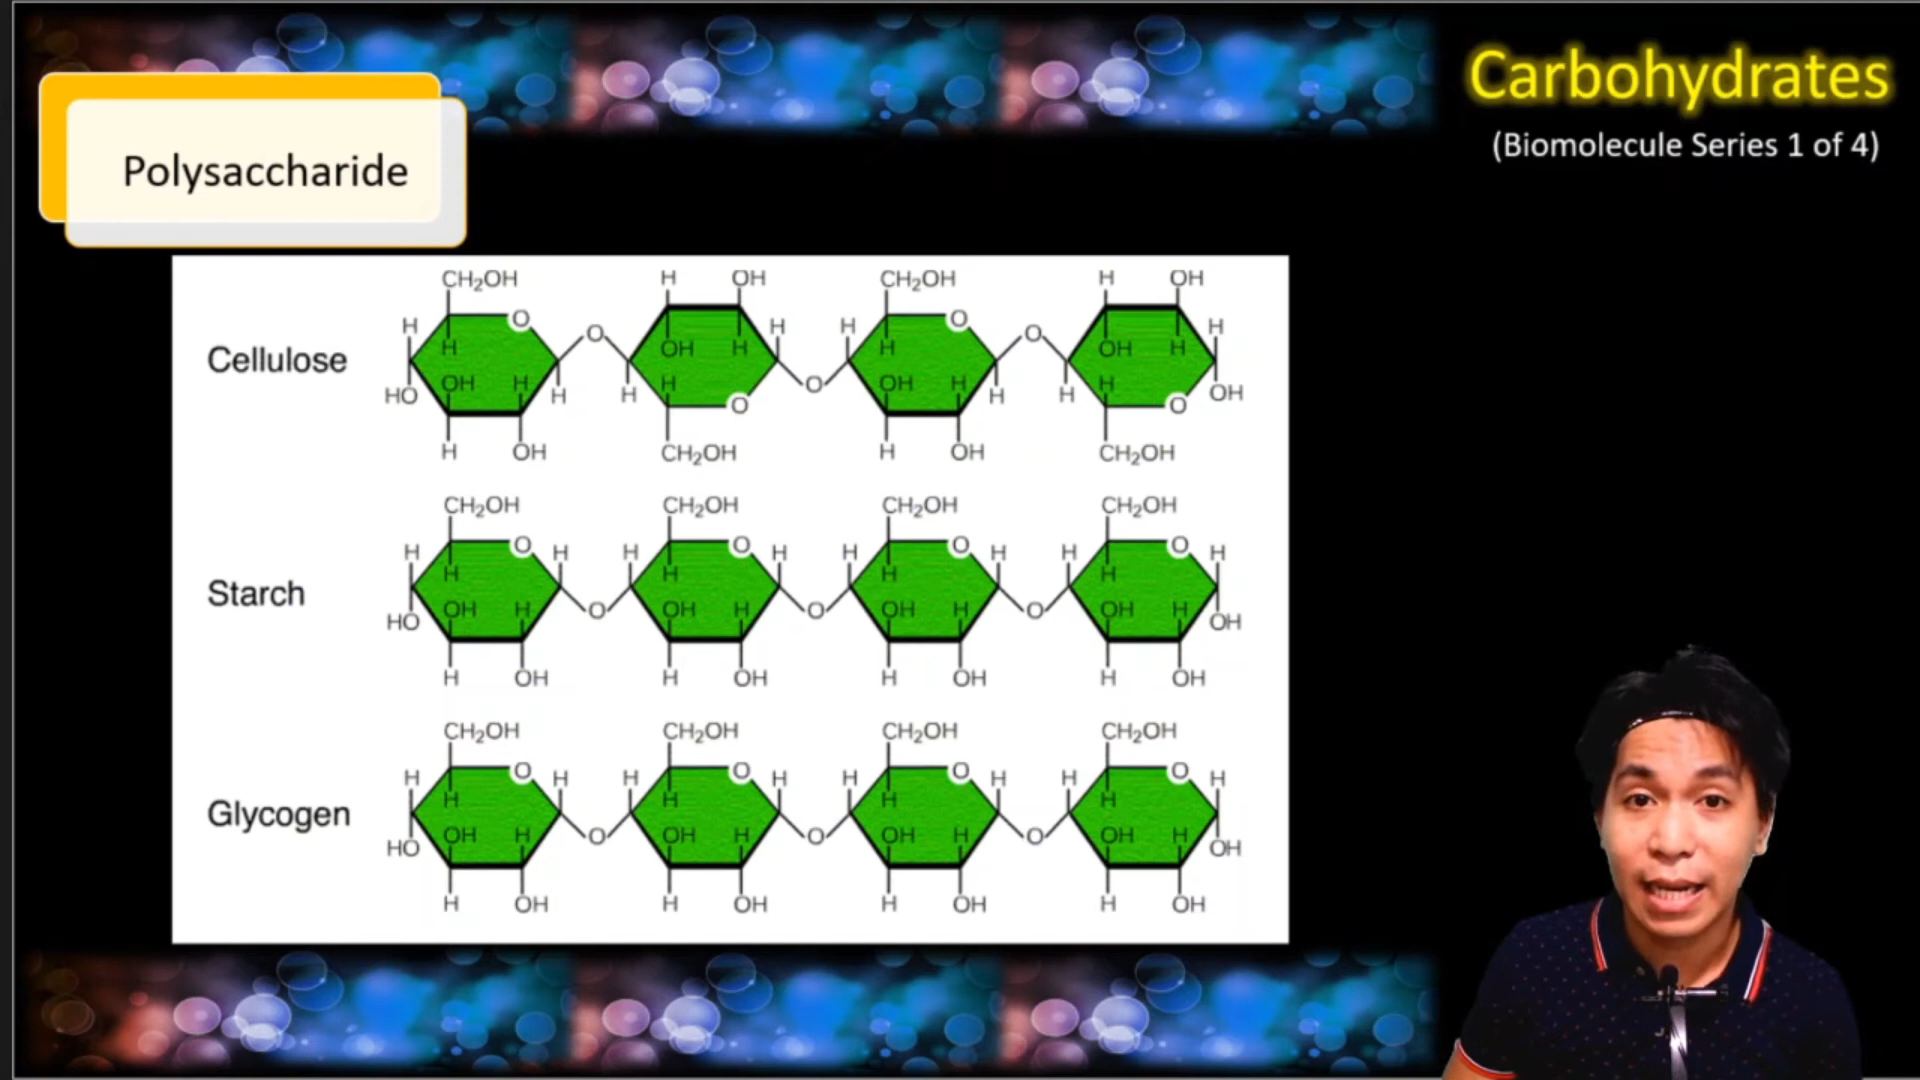 Carbohydrates
(Biomolecule Series 1 of 4)
Polysaccharide
CH₂OH H OH CH₂OH H OH
H O O H H O O H
H OH H H OH H
Cellulose
OH H H OH H H
HO H H O O H H O O OH
H OH CH₂OH H OH CH₂OH
CH₂OH CH₂OH CH₂OH CH₂OH
H O H H O H H O H H O H
H H H H
Starch
OH H O OH H O OH H O OH H
HO OH
H OH H OH H OH H OH
CH₂OH CH₂OH CH₂OH CH₂OH
H O H H O H H O H H O H
H H H H
Glycogen
OH H O OH H O OH H O OH H
HO OH
H OH H OH H OH H OH